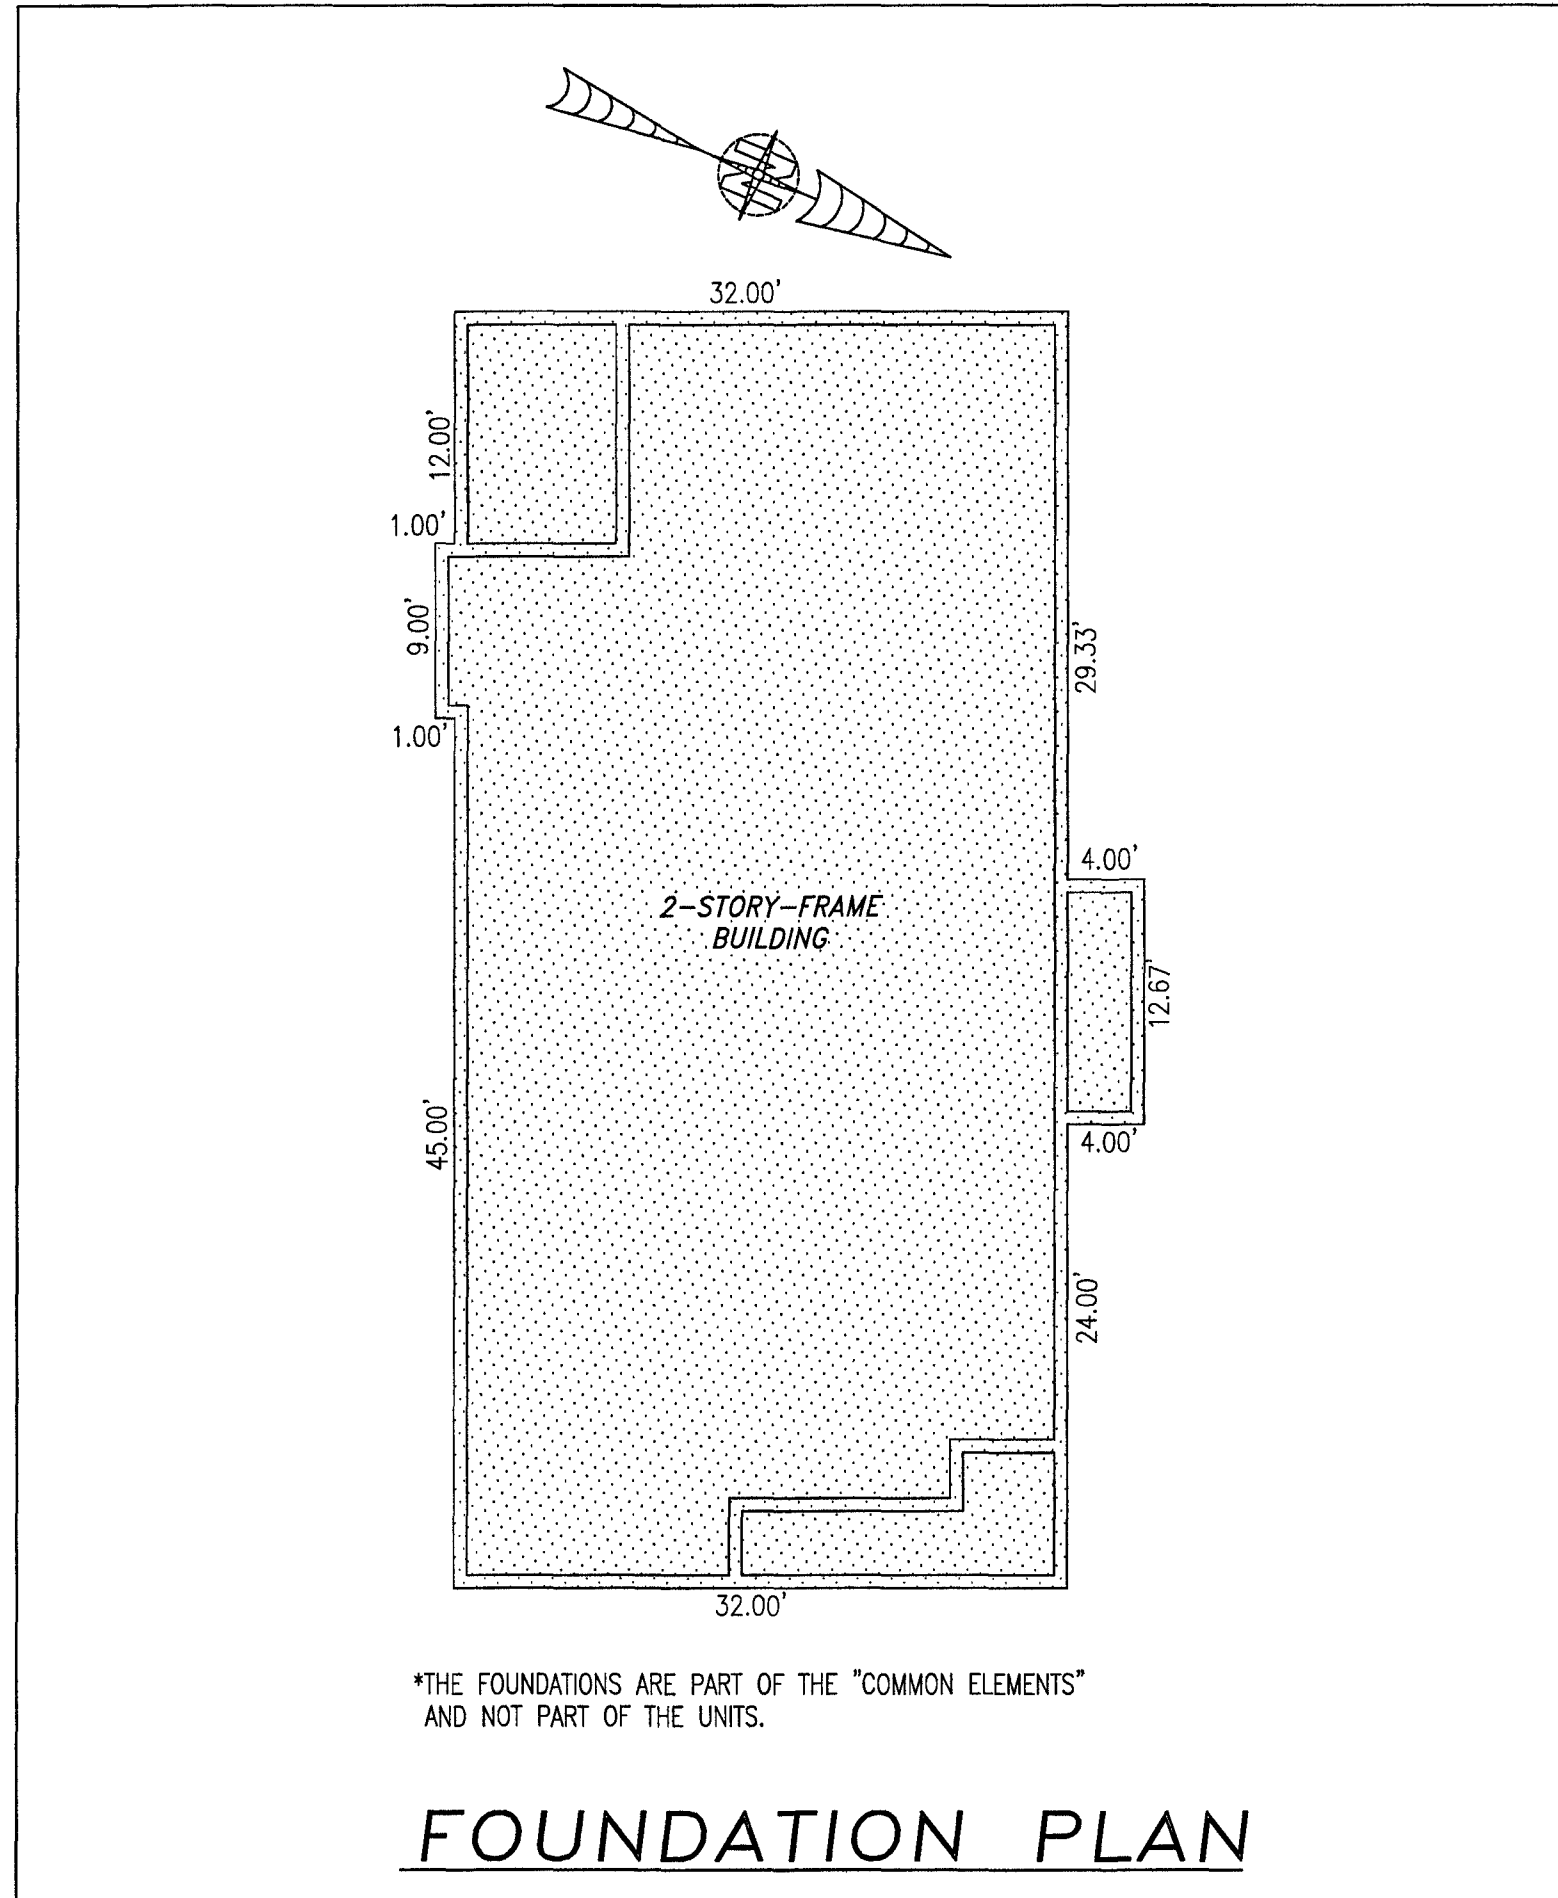 N
32.00'
12.00'
1.00'
9.00'
29.33'
1.00'
4.00'
2-STORY-FRAME
BUILDING
12.67'
45.00'
4.00'
24.00'
32.00'
*THE FOUNDATIONS ARE PART OF THE "COMMON ELEMENTS"
AND NOT PART OF THE UNITS.
FOUNDATION PLAN